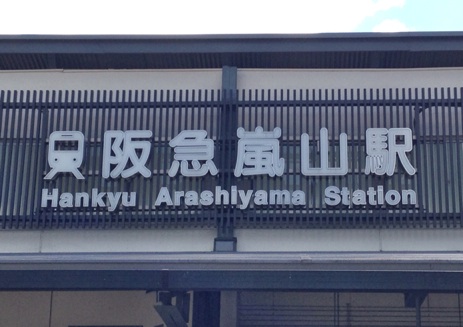 阪急嵐山駅
Hankyu Arashiyama Station